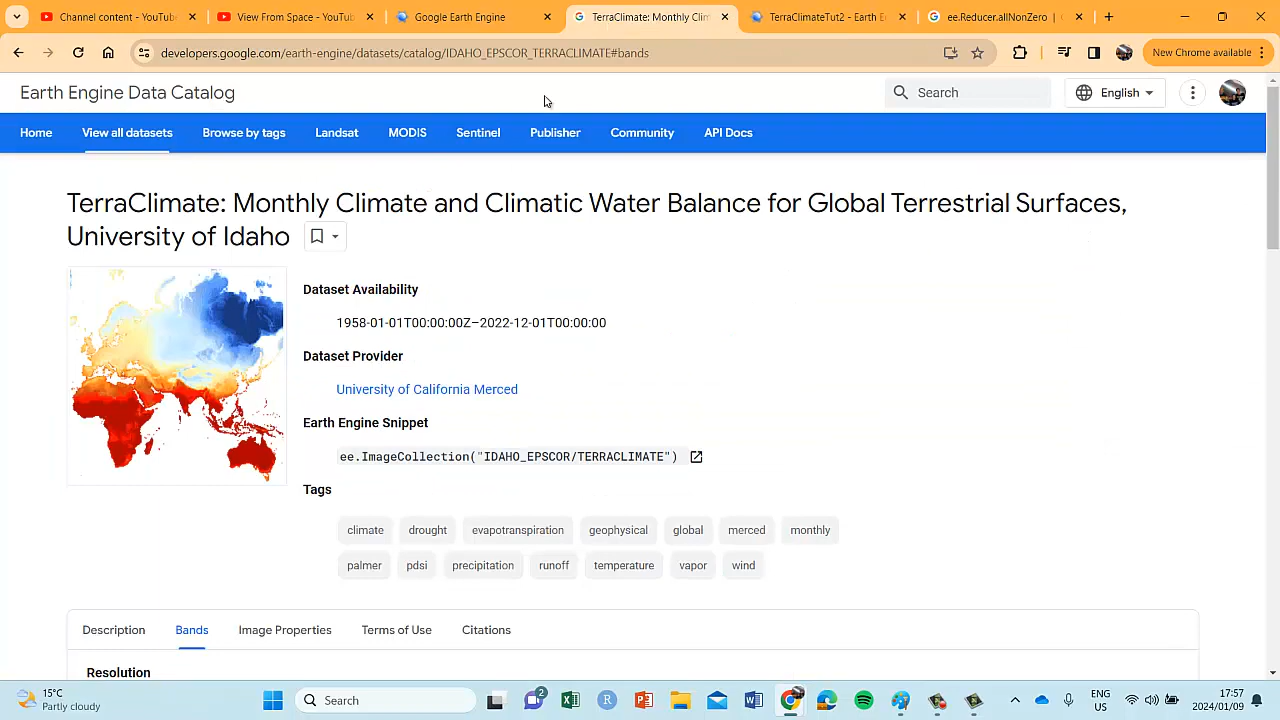 Channel content - YouTube
View From Space - YouTube
Google Earth Engine
TerraClimate: Monthly Clim
TerraClimateTut2 - Earth E
ee.Reducer.allNonZero |
developers.google.com/earth-engine/datasets/catalog/IDAHO_EPSCOR_TERRACLIMATE#bands
New Chrome available
Earth Engine Data Catalog
Search
English
Home
View all datasets
Browse by tags
Landsat
MODIS
Sentinel
Publisher
Community
API Docs
TerraClimate: Monthly Climate and Climatic Water Balance for Global Terrestrial Surfaces,
University of Idaho
Dataset Availability
1958-01-01T00:00:00Z–2022-12-01T00:00:00
Dataset Provider
University of California Merced
Earth Engine Snippet
ee.ImageCollection("IDAHO_EPSCOR/TERRACLIMATE")
Tags
climate drought evapotranspiration geophysical global merced monthly
palmer pdsi precipitation runoff temperature vapor wind
Description Bands Image Properties Terms of Use Citations
Resolution
15°C
Partly cloudy
Search
2
ENG
US
17:57
2024/01/09